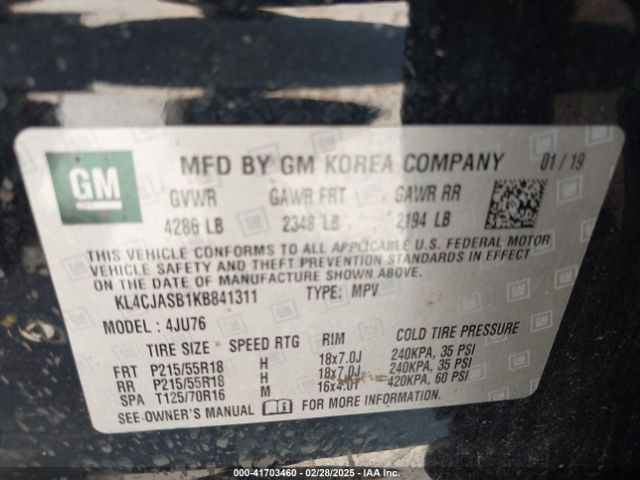 GM
MFD BY GM KOREA COMPANY 01/19
GVWR GAWR FRT GAWR RR
4286 LB 2348 LB 2194 LB
THIS VEHICLE CONFORMS TO ALL APPLICABLE U.S. FEDERAL MOTOR
VEHICLE SAFETY AND THEFT PREVENTION STANDARDS IN EFFECT
ON THE DATE OF MANUFACTURE SHOWN ABOVE.
KL4CJASB1KB841311 TYPE: MPV
MODEL : 4JU76
TIRE SIZE SPEED RTG RIM COLD TIRE PRESSURE
FRT P215/55R18 H 18x7.0J 240KPA, 35 PSI
RR P215/55R18 H 18x7.0J 240KPA, 35 PSI
SPA T125/70R16 M 16x4.0T 420KPA, 60 PSI
SEE OWNER'S MANUAL FOR MORE INFORMATION.
000-41703460 | 02/28/2025 | IAA Inc.